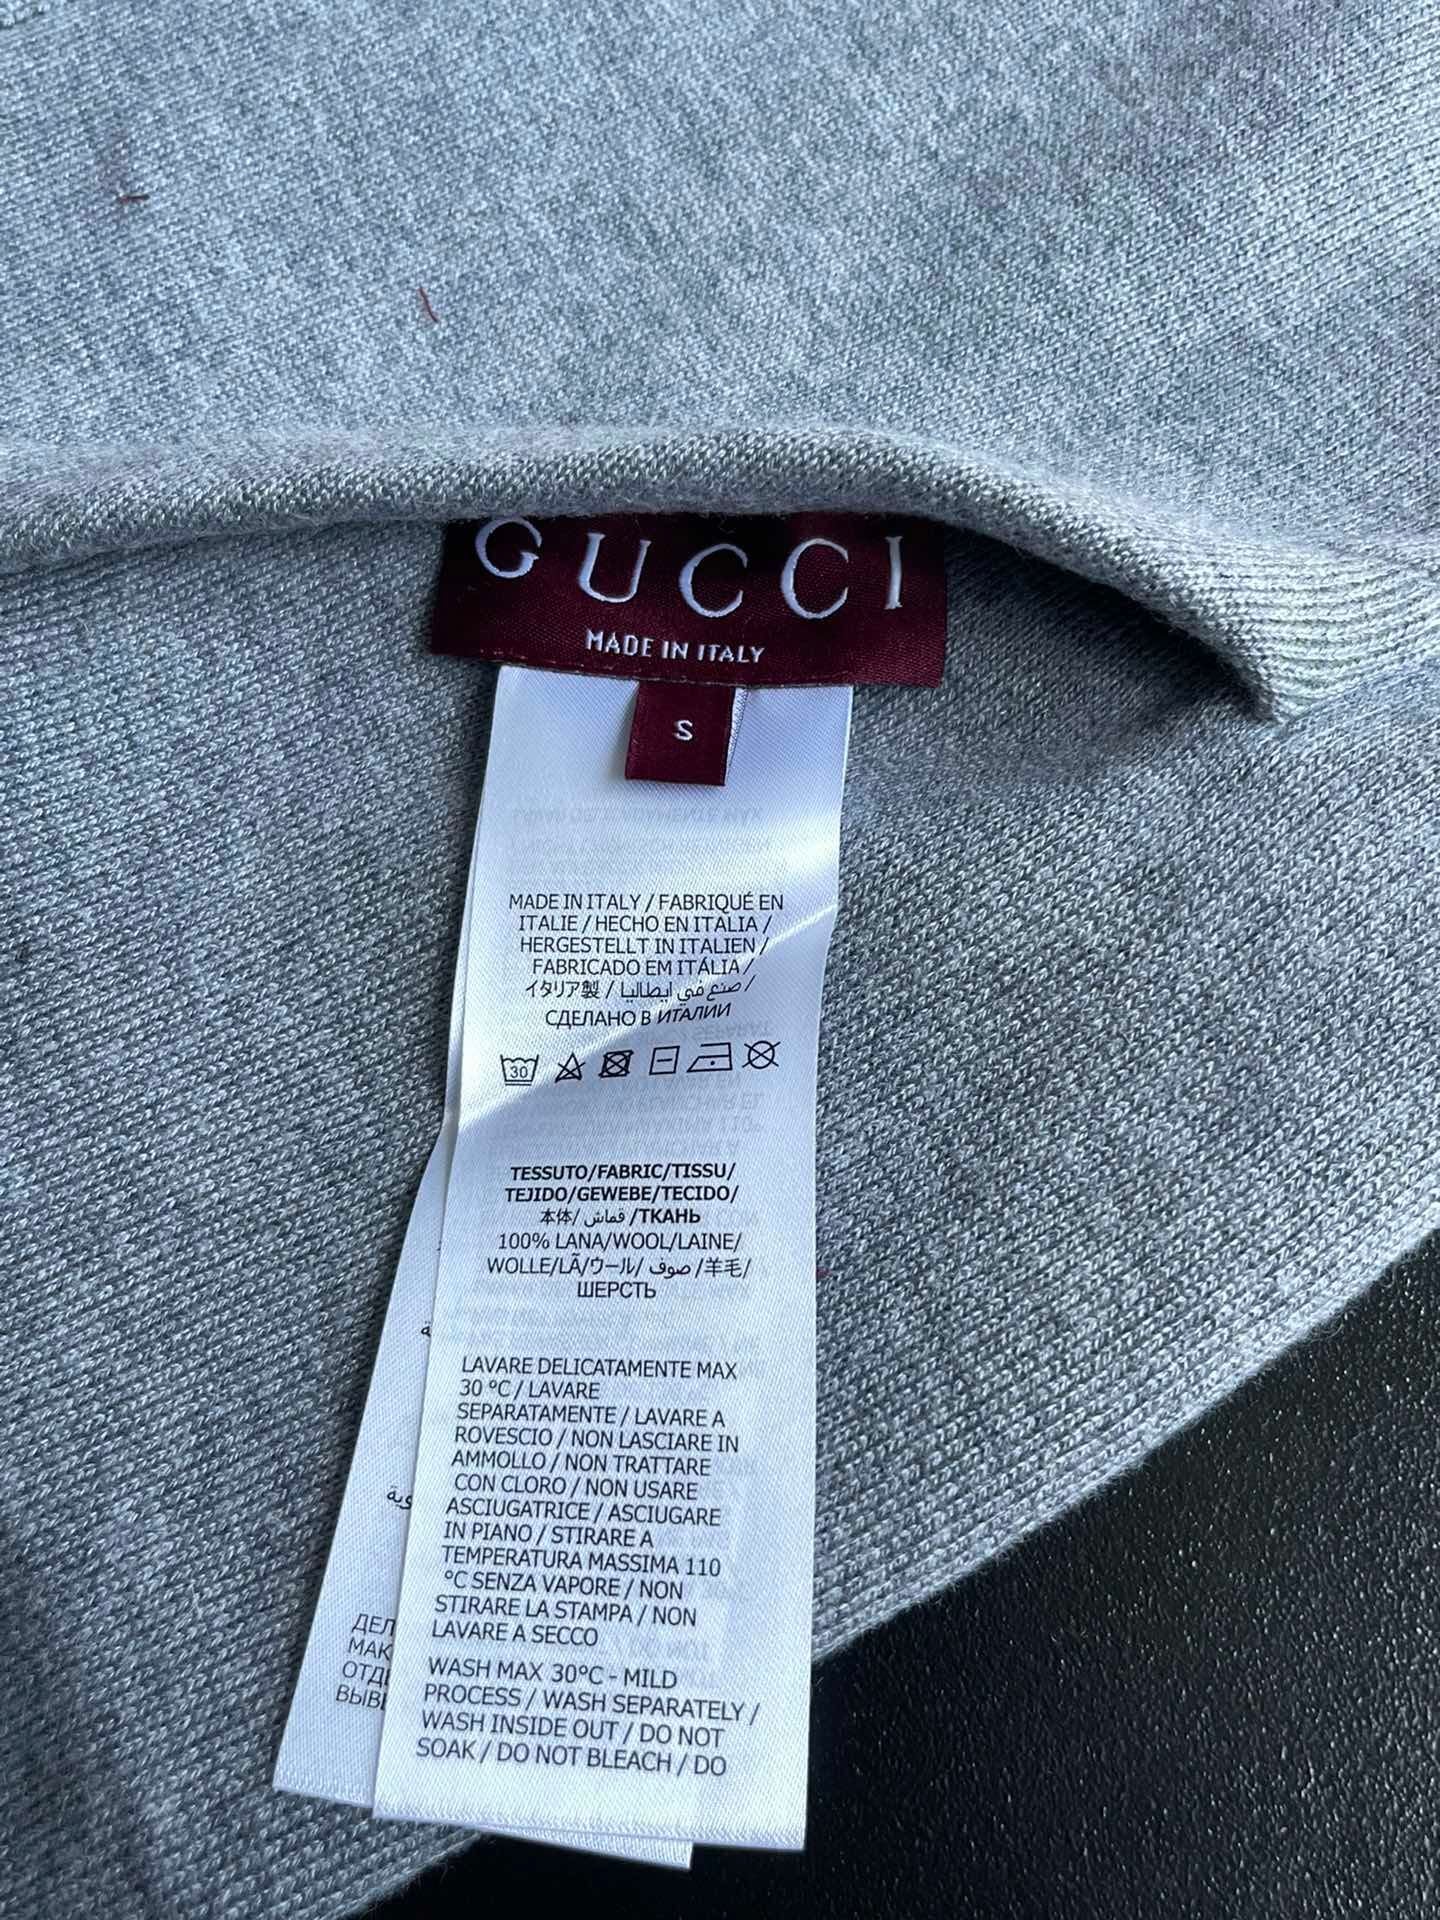 GUCCI
MADE IN ITALY
S
MADE IN ITALY / FABRIQUÉ EN
ITALIE / HECHO EN ITALIA /
HERGESTELLT IN ITALIEN /
FABRICADO EM ITÁLIA /
イタリア製 / صنع في ايطاليا /
СДЕЛАНО В ИТАЛИИ
30
TESSUTO/FABRIC/TISSU/
TEJIDO/GEWEBE/TECIDO/
本体/ قماش /ТКАНЬ
100% LANA/WOOL/LAINE/
WOLLE/LÃ/ウール/ صوف /羊毛/
ШЕРСТЬ
LAVARE DELICATAMENTE MAX
30 °C / LAVARE
SEPARATAMENTE / LAVARE A
ROVESCIO / NON LASCIARE IN
AMMOLLO / NON TRATTARE
CON CLORO / NON USARE
ASCIUGATRICE / ASCIUGARE
IN PIANO / STIRARE A
TEMPERATURA MASSIMA 110
°C SENZA VAPORE / NON
STIRARE LA STAMPA / NON
LAVARE A SECCO
WASH MAX 30°C - MILD
PROCESS / WASH SEPARATELY /
WASH INSIDE OUT / DO NOT
SOAK / DO NOT BLEACH / DO
ДЕЛ
МАК
ОТД
ВЫВ